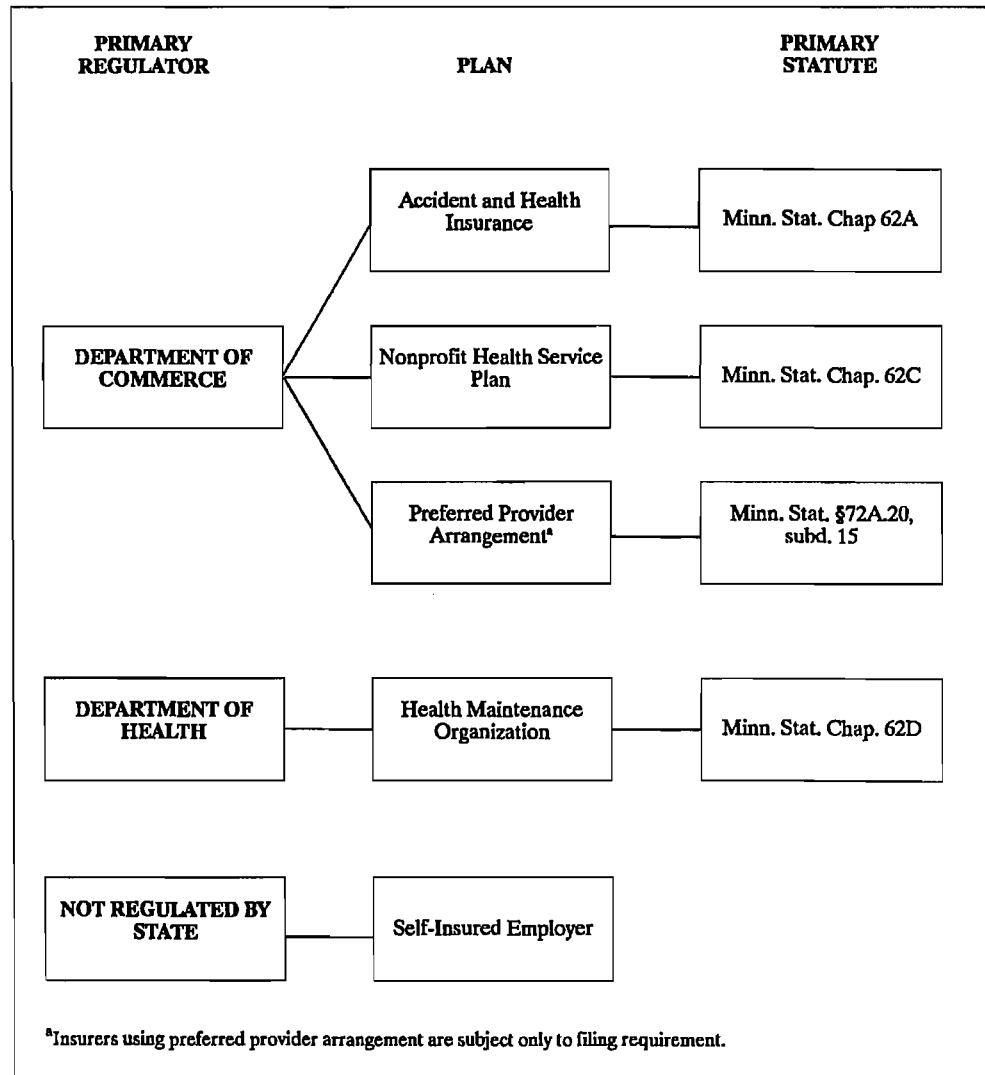 PRIMARY
REGULATOR
PLAN
PRIMARY
STATUTE
Accident and Health
Insurance
Minn. Stat. Chap 62A
DEPARTMENT OF
COMMERCE
Nonprofit Health Service
Plan
Minn. Stat. Chap. 62C
Preferred Provider
Arrangementᵃ
Minn. Stat. §72A.20,
subd. 15
DEPARTMENT OF
HEALTH
Health Maintenance
Organization
Minn. Stat. Chap. 62D
NOT REGULATED BY
STATE
Self-Insured Employer
ᵃInsurers using preferred provider arrangement are subject only to filing requirement.